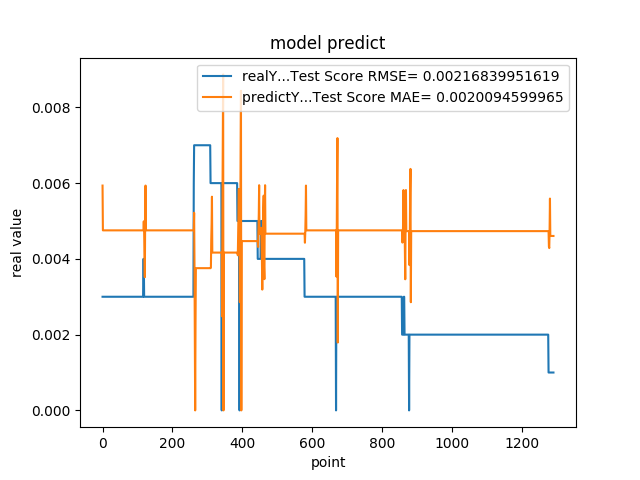 model predict
realY...Test Score RMSE= 0.00216839951619
predictY...Test Score MAE= 0.0020094599965
real value
0.008
0.006
0.004
0.002
0.000
0 200 400 600 800 1000 1200
point